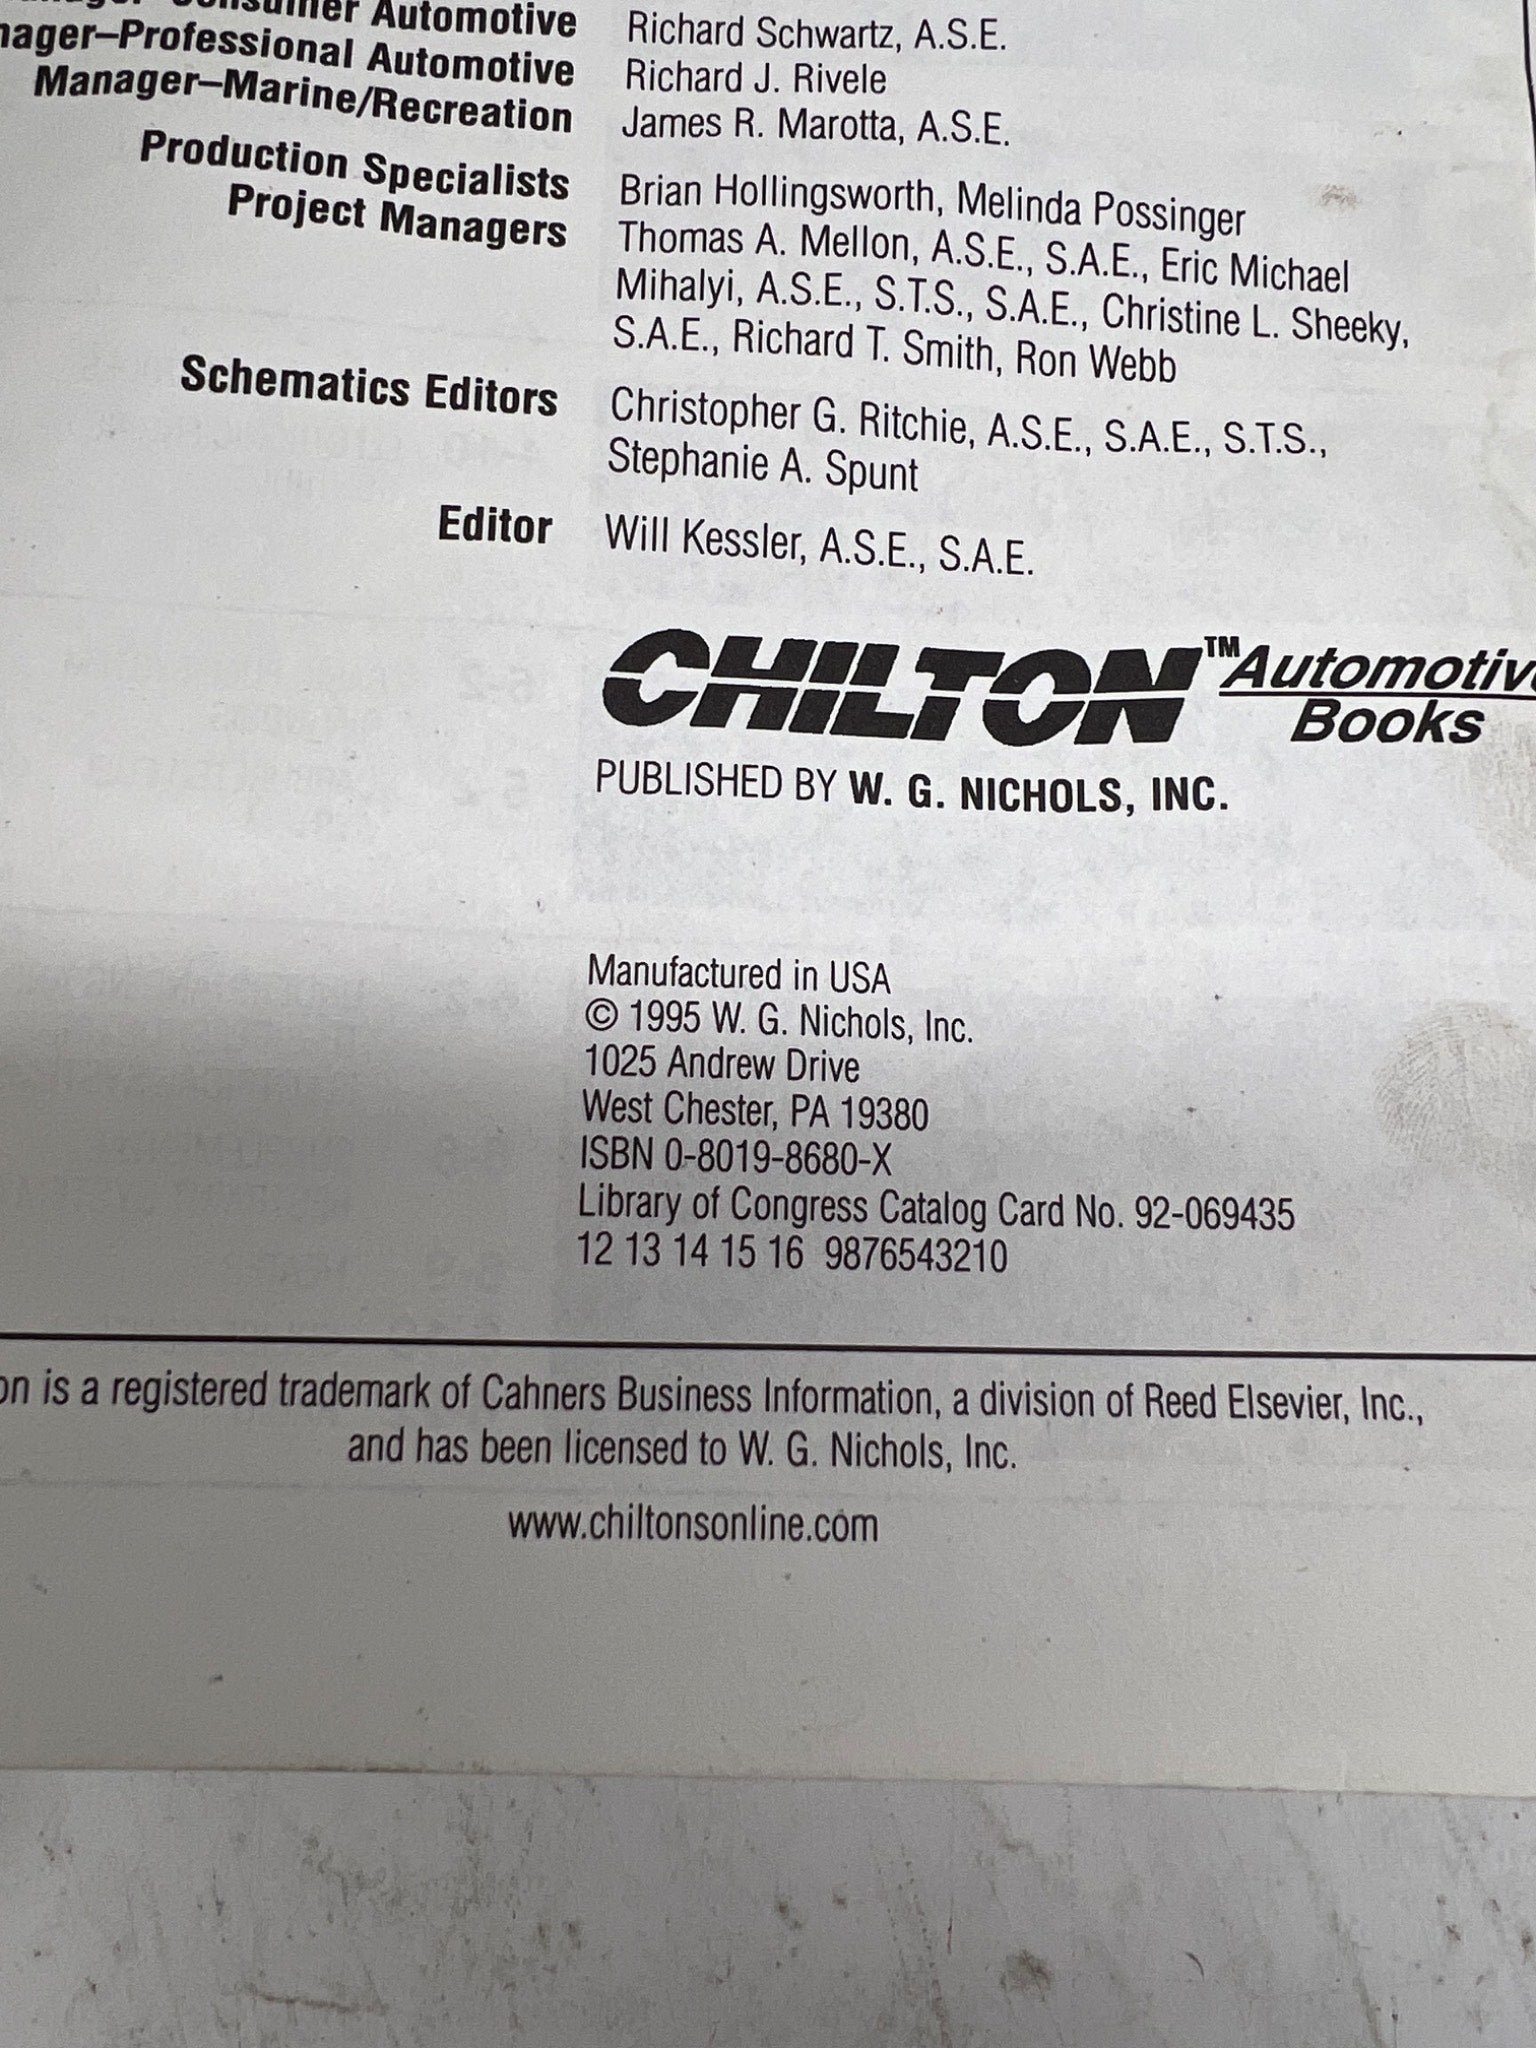 Consumer Automotive Richard Schwartz, A.S.E.
Professional Automotive Richard J. Rivele
Manager–Marine/Recreation James R. Marotta, A.S.E.
Production Specialists Brian Hollingsworth, Melinda Possinger
Project Managers Thomas A. Mellon, A.S.E., S.A.E., Eric Michael
Mihalyi, A.S.E., S.T.S., S.A.E., Christine L. Sheeky,
S.A.E., Richard T. Smith, Ron Webb
Schematics Editors Christopher G. Ritchie, A.S.E., S.A.E., S.T.S.,
Stephanie A. Spunt
Editor Will Kessler, A.S.E., S.A.E.
CHILTON™ Automotive
Books
PUBLISHED BY W. G. NICHOLS, INC.
Manufactured in USA
© 1995 W. G. Nichols, Inc.
1025 Andrew Drive
West Chester, PA 19380
ISBN 0-8019-8680-X
Library of Congress Catalog Card No. 92-069435
12 13 14 15 16 9876543210
is a registered trademark of Cahners Business Information, a division of Reed Elsevier, Inc.,
and has been licensed to W. G. Nichols, Inc.
www.chiltonsonline.com